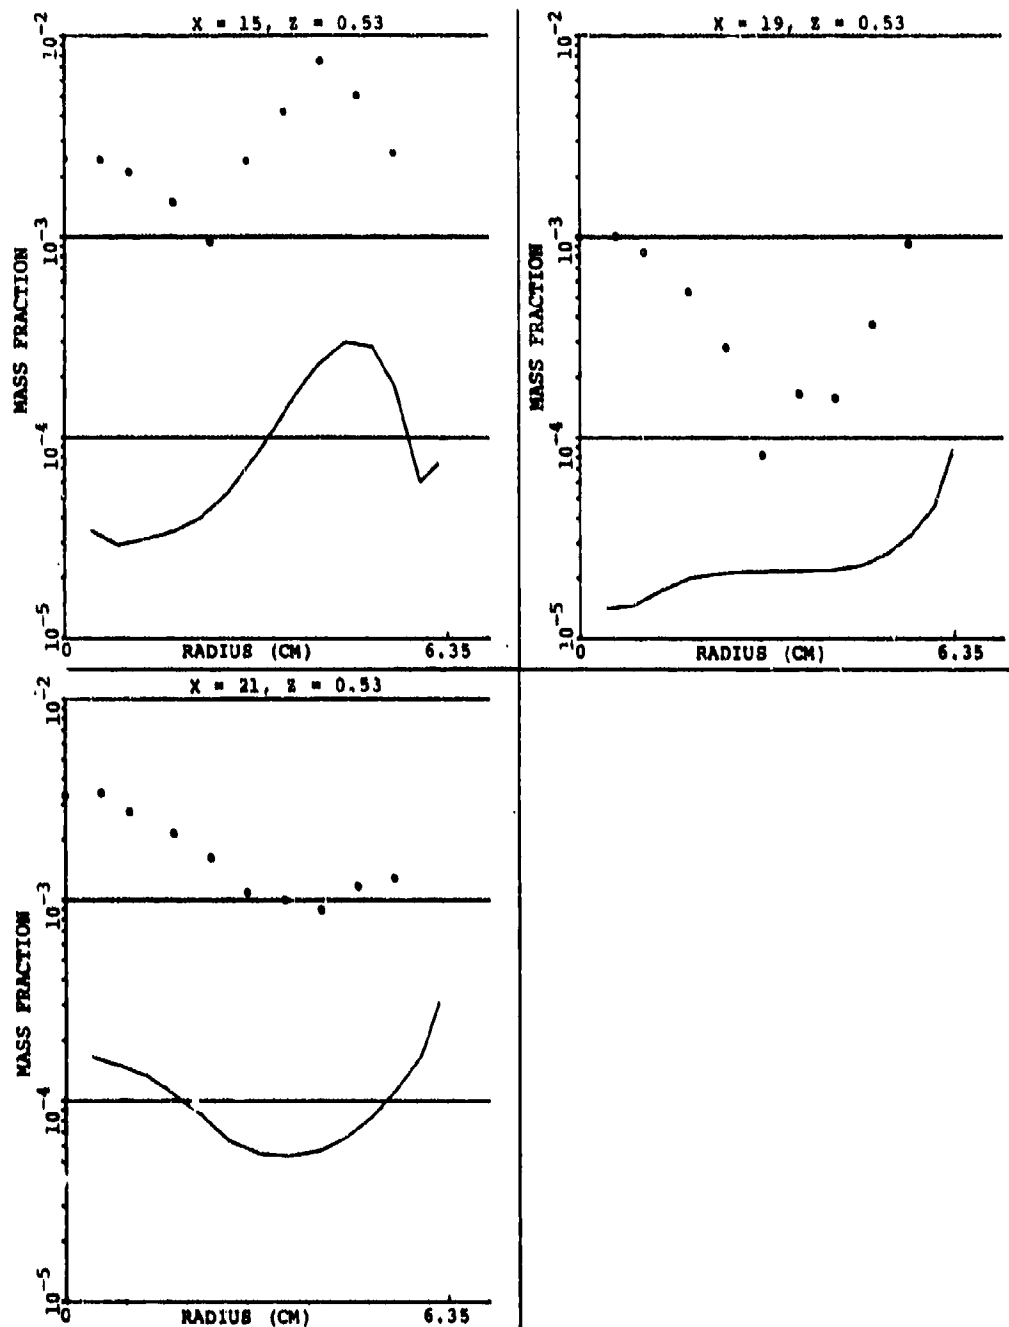 X = 15, Z = 0.53
10-2
10-3
10-4
10-5
MASS FRACTION
0
RADIUS (CM)
6.35
X = 19, Z = 0.53
10-2
10-3
10-4
10-5
MASS FRACTION
0
RADIUS (CM)
6.35
X = 21, Z = 0.53
10-2
10-3
10-4
10-5
MASS FRACTION
0
RADIUS (CM)
6.35